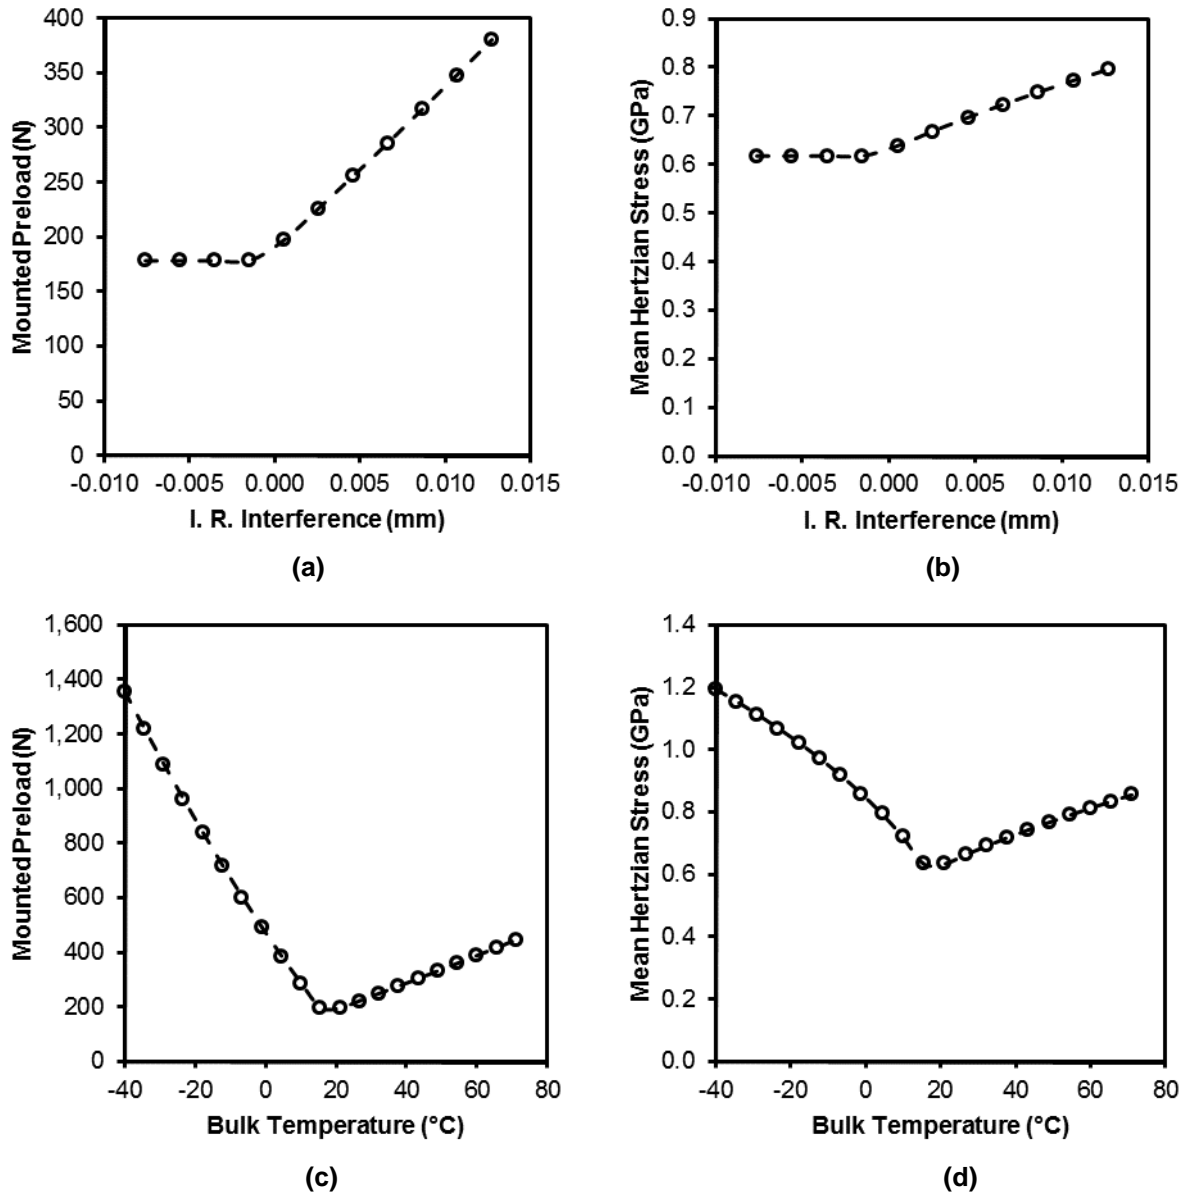 400
350
300
250
200
150
100
50
0
Mounted Preload (N)
-0.010 -0.005 0.000 0.005 0.010 0.015
I. R. Interference (mm)
(a)
0.9
0.8
0.7
0.6
0.5
0.4
0.3
0.2
0.1
0.0
Mean Hertzian Stress (GPa)
-0.010 -0.005 0.000 0.005 0.010 0.015
I. R. Interference (mm)
(b)
1,600
1,400
1,200
1,000
800
600
400
200
0
Mounted Preload (N)
-40 -20 0 20 40 60 80
Bulk Temperature (°C)
(c)
1.4
1.2
1.0
0.8
0.6
0.4
0.2
0.0
Mean Hertzian Stress (GPa)
-40 -20 0 20 40 60 80
Bulk Temperature (°C)
(d)